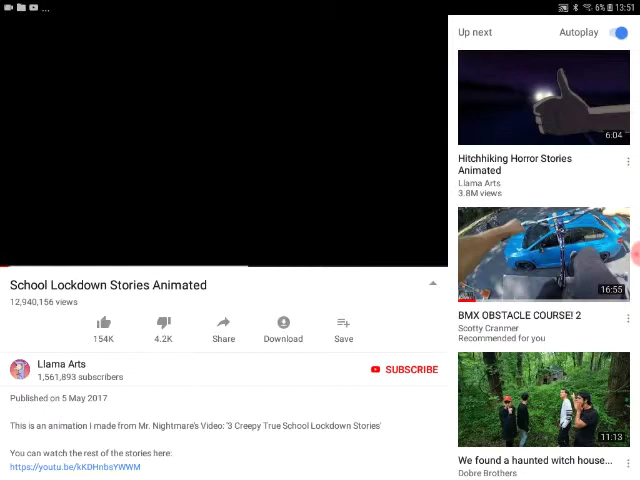 ... 6% 13:51
Up next Autoplay
6:04
Hitchhiking Horror Stories
Animated
Llama Arts
3.8M views
16:55
BMX OBSTACLE COURSE! 2
Scotty Cranmer
Recommended for you
11:13
We found a haunted witch house...
Dobre Brothers
School Lockdown Stories Animated
12,940,156 views
154K 4.2K Share Download Save
Llama Arts
1,561,893 subscribers
SUBSCRIBE
Published on 5 May 2017
This is an animation I made from Mr. Nightmare's Video: '3 Creepy True School Lockdown Stories'
You can watch the rest of the stories here:
https://youtu.be/kKDHnbsYWWM